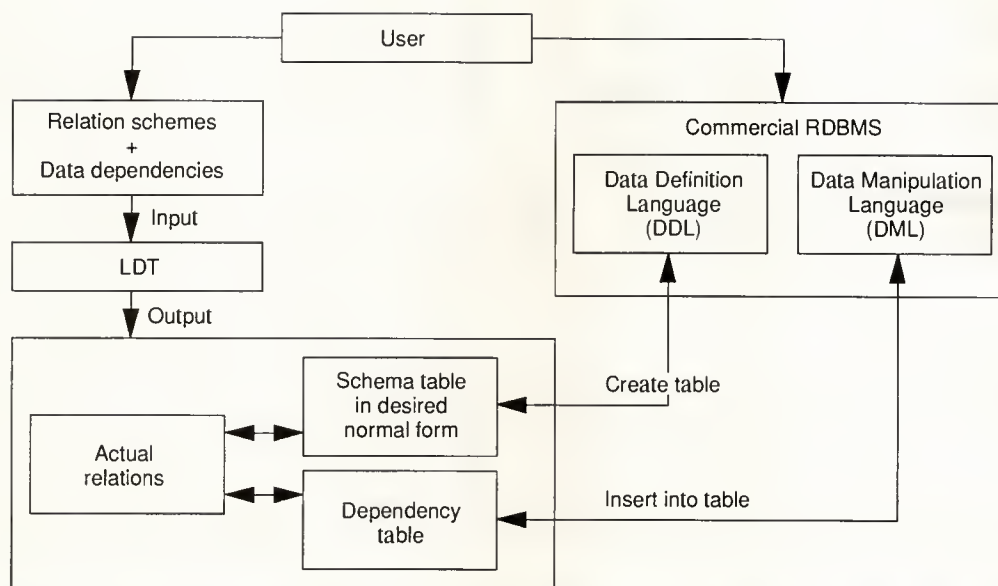 User
Relation schemes
+
Data dependencies
Input
LDT
Output
Commercial RDBMS
Data Definition
Language
(DDL)
Data Manipulation
Language
(DML)
Schema table
in desired
normal form
Actual
relations
Dependency
table
Create table
Insert into table